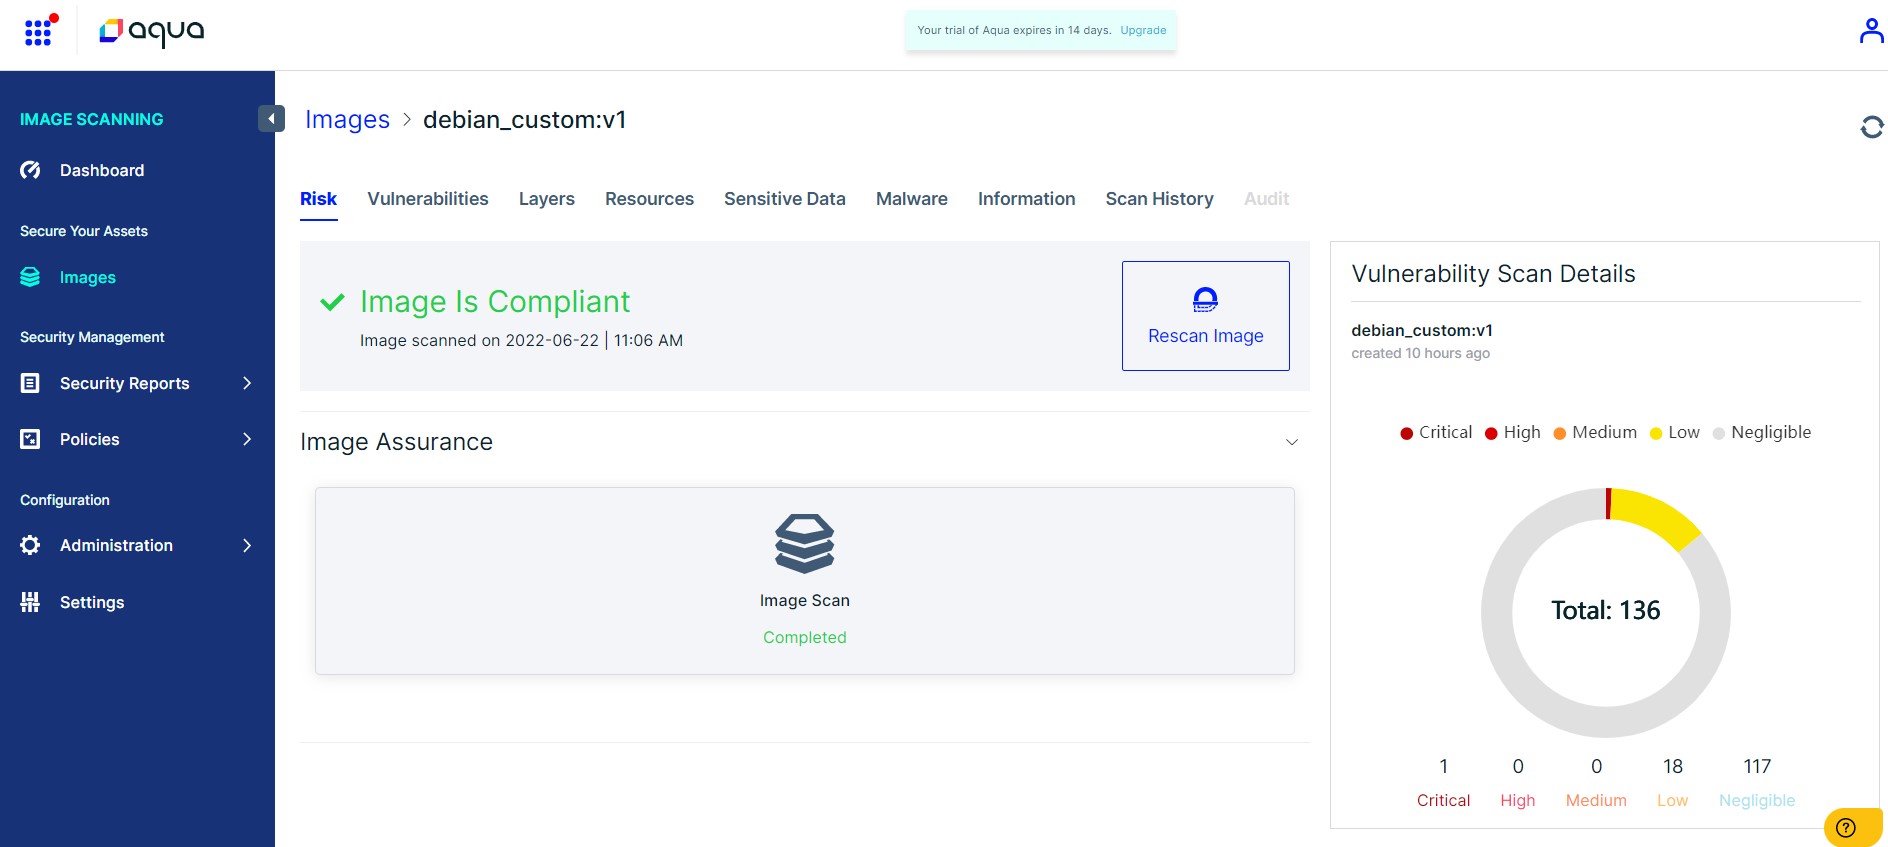 aqua
Your trial of Aqua expires in 14 days. Upgrade
IMAGE SCANNING
Dashboard
Secure Your Assets
Images
Security Management
Security Reports
Policies
Configuration
Administration
Settings
Images > debian_custom:v1
Risk Vulnerabilities Layers Resources Sensitive Data Malware Information Scan History Audit
Image Is Compliant
Image scanned on 2022-06-22 | 11:06 AM
Rescan Image
Image Assurance
Image Scan
Completed
Vulnerability Scan Details
debian_custom:v1
created 10 hours ago
Critical High Medium Low Negligible
Total: 136
1 0 0 18 117
Critical High Medium Low Negligible